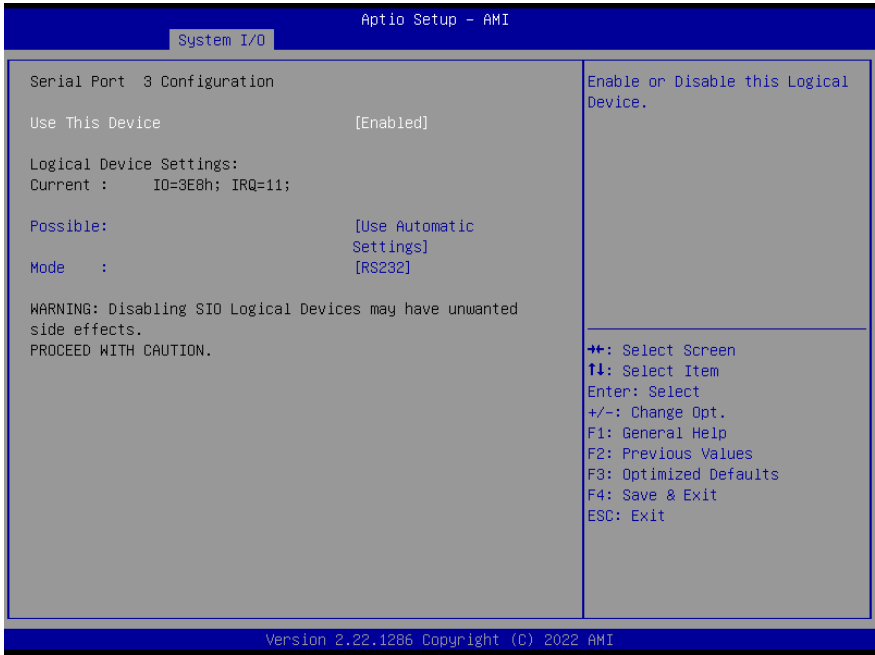 Aptio Setup – AMI
System I/O
Serial Port 3 Configuration
Use This Device [Enabled]
Logical Device Settings:
Current : IO=3E8h; IRQ=11;
Possible: [Use Automatic
Settings]
Mode : [RS232]
WARNING: Disabling SIO Logical Devices may have unwanted
side effects.
PROCEED WITH CAUTION.
Enable or Disable this Logical
Device.
→←: Select Screen
↑↓: Select Item
Enter: Select
+/-: Change Opt.
F1: General Help
F2: Previous Values
F3: Optimized Defaults
F4: Save & Exit
ESC: Exit
Version 2.22.1286 Copyright (C) 2022 AMI